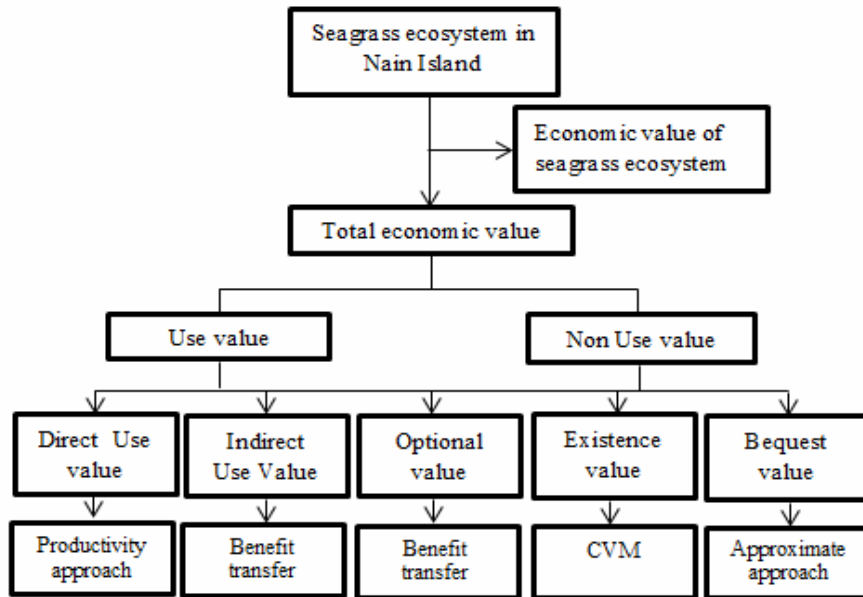 Seagrass ecosystem in
Nain Island
Economic value of
seagrass ecosystem
Total economic value
Use value
Non Use value
Direct Use
value
Indirect
Use Value
Optional
value
Existence
value
Bequest
value
Productivity
approach
Benefit
transfer
Benefit
transfer
CVM
Approximate
approach